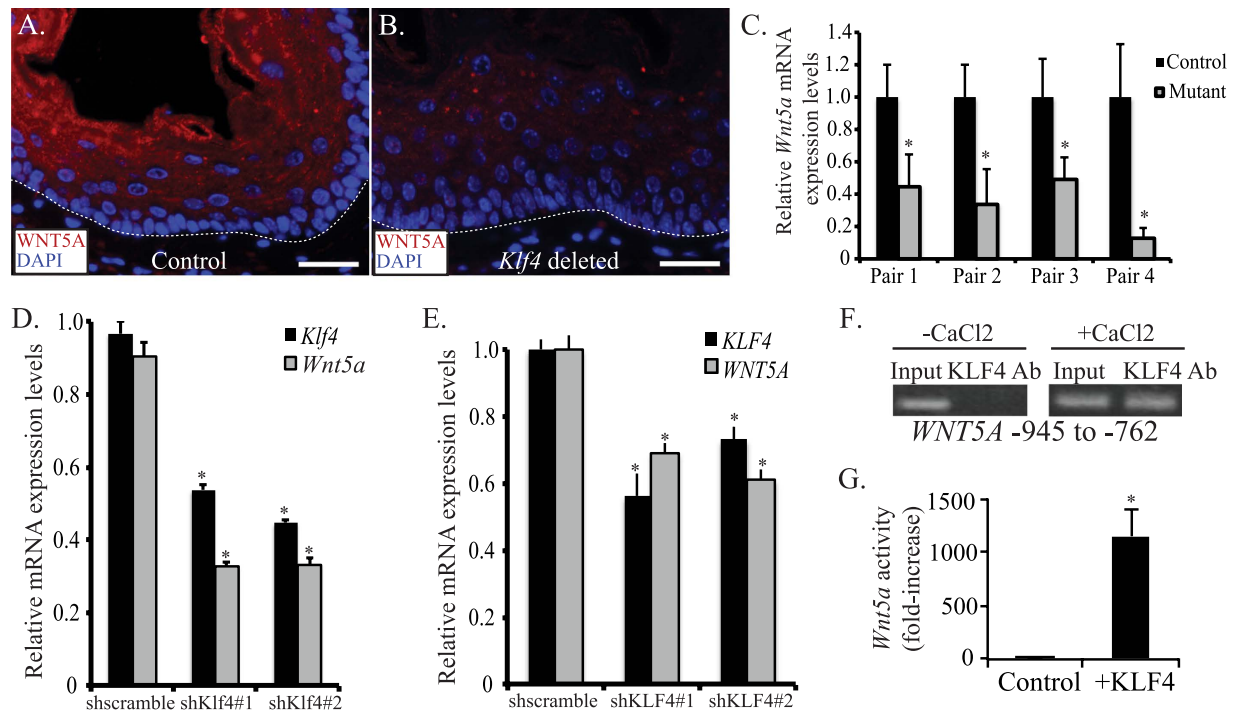 A.
WNT5A
DAPI
Control
B.
WNT5A
DAPI
Klf4 deleted
C.
Relative Wnt5a mRNA
expression levels
1.4
1.2
1.0
0.8
0.6
0.4
0.2
0
Control
Mutant
*
*
*
*
Pair 1 Pair 2 Pair 3 Pair 4
D.
Relative mRNA expression levels
1.0
0.8
0.6
0.4
0.2
0
Klf4
Wnt5a
*
*
*
*
shscramble shKlf4#1 shKlf4#2
E.
Relative mRNA expression levels
1.0
0.8
0.6
0.4
0.2
0
KLF4
WNT5A
*
*
*
*
shscramble shKLF4#1 shKLF4#2
F.
-CaCl2 +CaCl2
Input KLF4 Ab Input KLF4 Ab
WNT5A -945 to -762
G.
Wnt5a activity
(fold-increase)
1500
1000
500
0
*
Control +KLF4